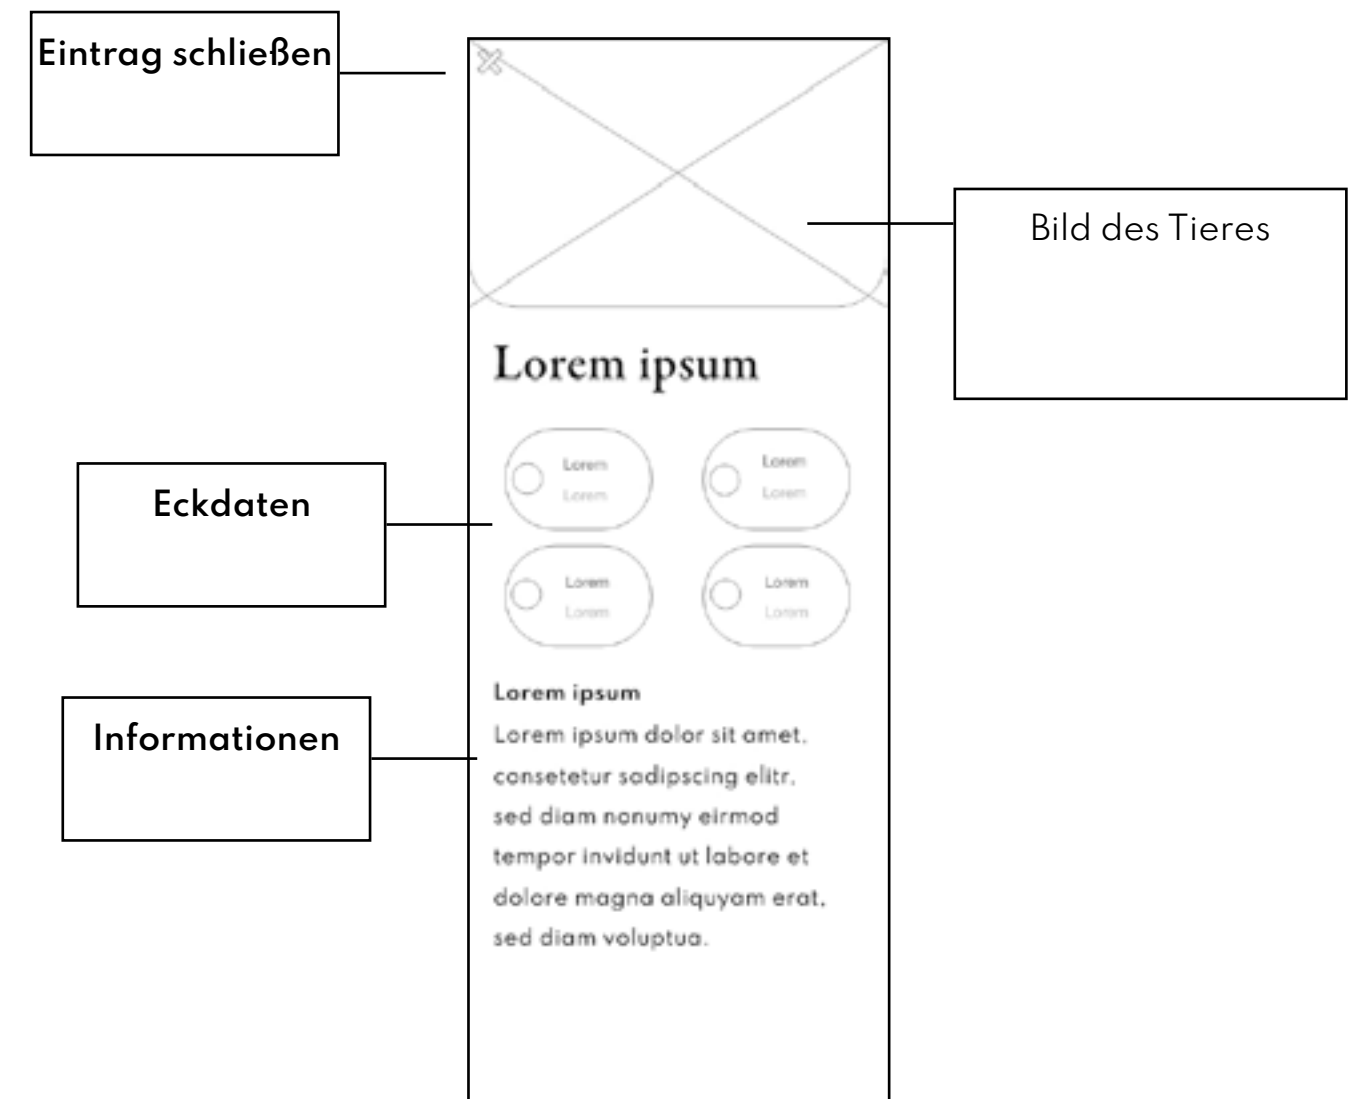 Eintrag schließen
Bild des Tieres
Lorem ipsum
Eckdaten
Lorem
Lorem
Lorem
Lorem
Lorem
Lorem
Lorem
Lorem
Informationen
Lorem ipsum
Lorem ipsum dolor sit amet,
consetetur sadipscing elitr,
sed diam nonumy eirmod
tempor invidunt ut labore et
dolore magna aliquyam erat,
sed diam voluptua.